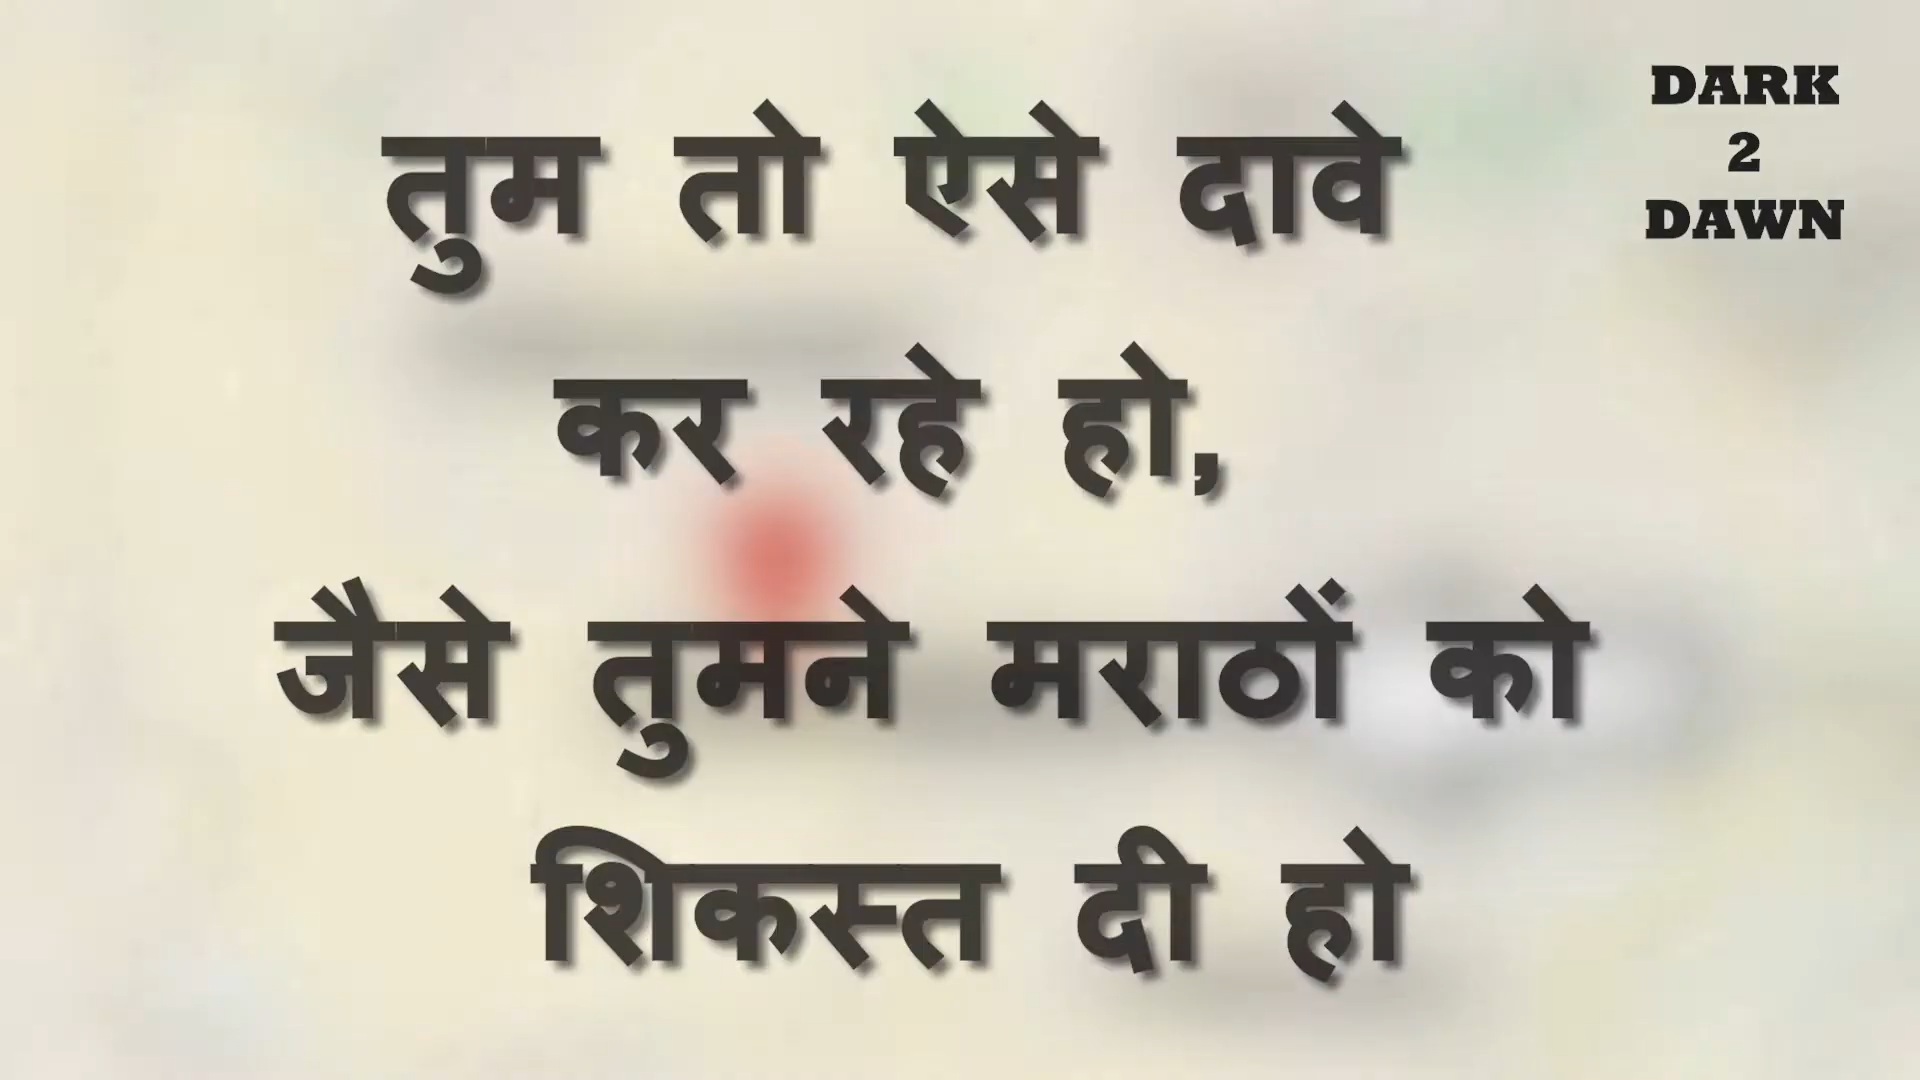 तुम तो ऐसे दावे
कर रहे हो,
जैसे तुमने मराठों को
शिकस्त दी हो
DARK
2
DAWN